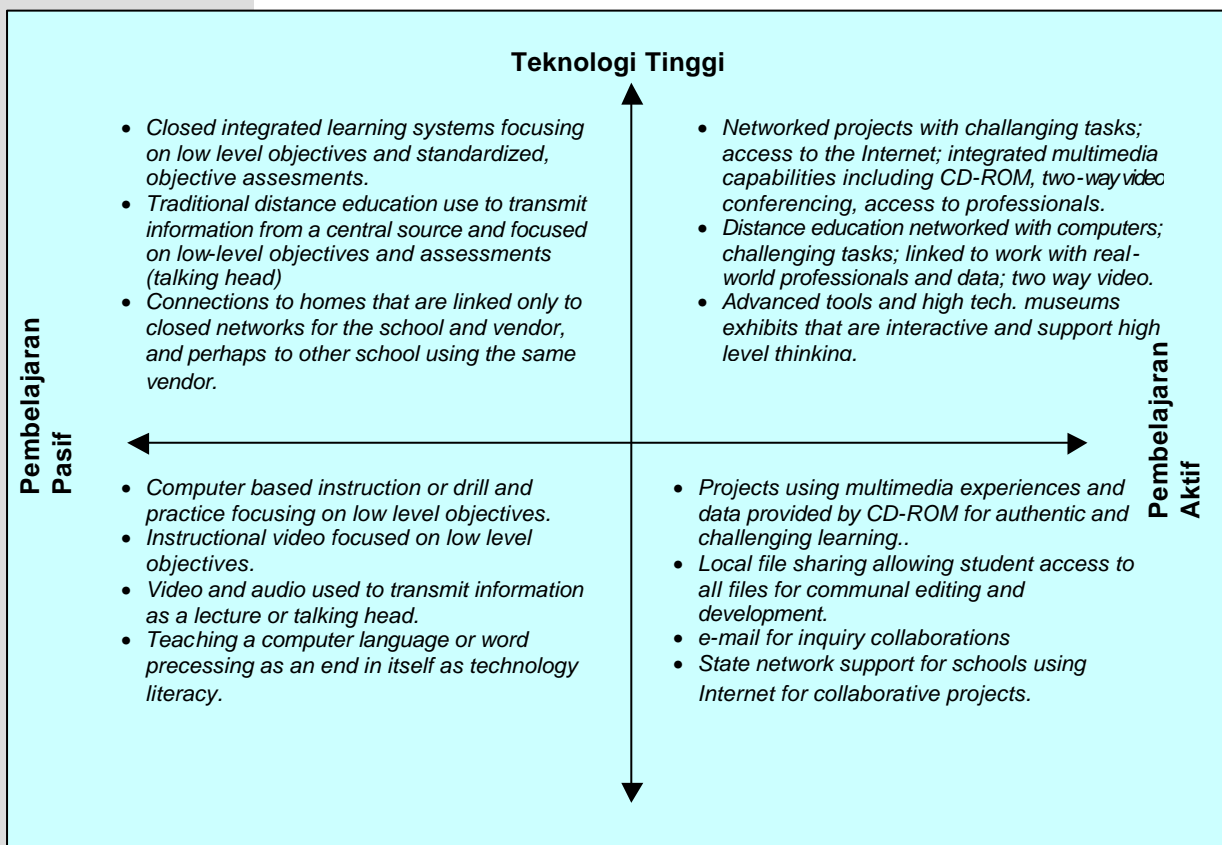 Teknologi Tinggi
• Closed integrated learning systems focusing
on low level objectives and standardized,
objective assesments.
• Traditional distance education use to transmit
information from a central source and focused
on low-level objectives and assessments
(talking head)
• Connections to homes that are linked only to
closed networks for the school and vendor,
and perhaps to other school using the same
vendor.
• Networked projects with challanging tasks;
access to the Internet; integrated multimedia
capabilities including CD-ROM, two-way video
conferencing, access to professionals.
• Distance education networked with computers;
challenging tasks; linked to work with real-
world professionals and data; two way video.
• Advanced tools and high tech. museums
exhibits that are interactive and support high
level thinking.
Pembelajaran
Pasif
Pembelajaran
Aktif
• Computer based instruction or drill and
practice focusing on low level objectives.
• Instructional video focused on low level
objectives.
• Video and audio used to transmit information
as a lecture or talking head.
• Teaching a computer language or word
precessing as an end in itself as technology
literacy.
• Projects using multimedia experiences and
data provided by CD-ROM for authentic and
challenging learning..
• Local file sharing allowing student access to
all files for communal editing and
development.
• e-mail for inquiry collaborations
• State network support for schools using
Internet for collaborative projects.